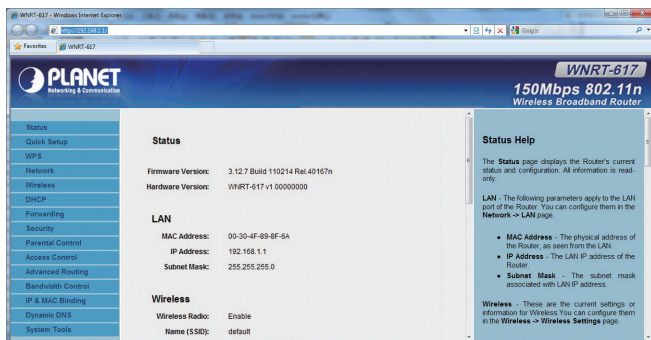 WNRT-617 - Windows Internet Explorer
http://192.168.1.1/
Google
Favorites
WNRT-617
PLANET
Networking & Communication
WNRT-617
150Mbps 802.11n
Wireless Broadband Router
Status
Quick Setup
WPS
Network
Wireless
DHCP
Forwarding
Security
Parental Control
Access Control
Advanced Routing
Bandwidth Control
IP & MAC Binding
Dynamic DNS
System Tools
Status
Firmware Version: 3.12.7 Build 110214 Rel.40167n
Hardware Version: WNRT-617 v1 00000000
LAN
MAC Address: 00-30-4F-89-8F-6A
IP Address: 192.168.1.1
Subnet Mask: 255.255.255.0
Wireless
Wireless Radio: Enable
Name (SSID): default
Status Help
The Status page displays the Router's current
status and configuration. All information is read-
only.
LAN - The following parameters apply to the LAN
port of the Router. You can configure them in the
Network -> LAN page.
MAC Address - The physical address of
the Router, as seen from the LAN.
IP Address - The LAN IP address of the
Router.
Subnet Mask - The subnet mask
associated with LAN IP address.
Wireless - These are the current settings or
information for Wireless.You can configure them
in the Wireless -> Wireless Settings page.